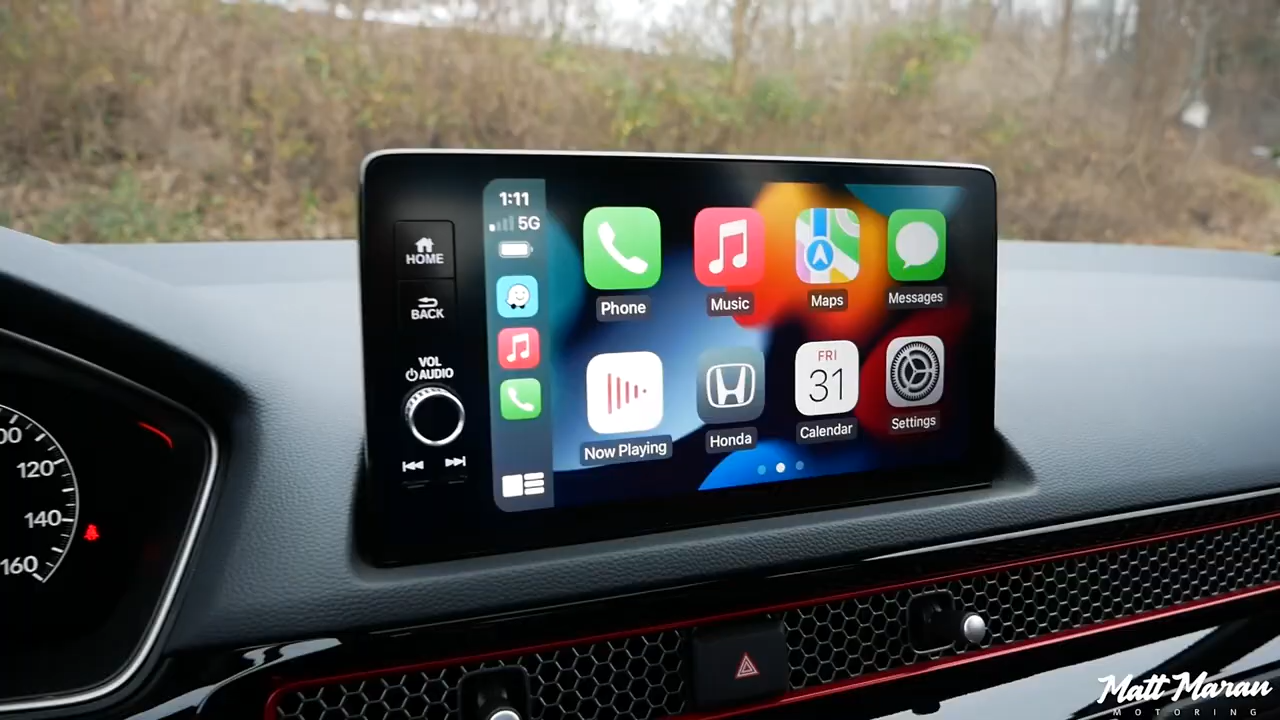 1:11
5G
HOME
BACK
VOL
AUDIO
Phone
Music
Maps
Messages
Now Playing
Honda
FRI
31
Calendar
Settings
120
140
160
Matt Maran
MOTORING